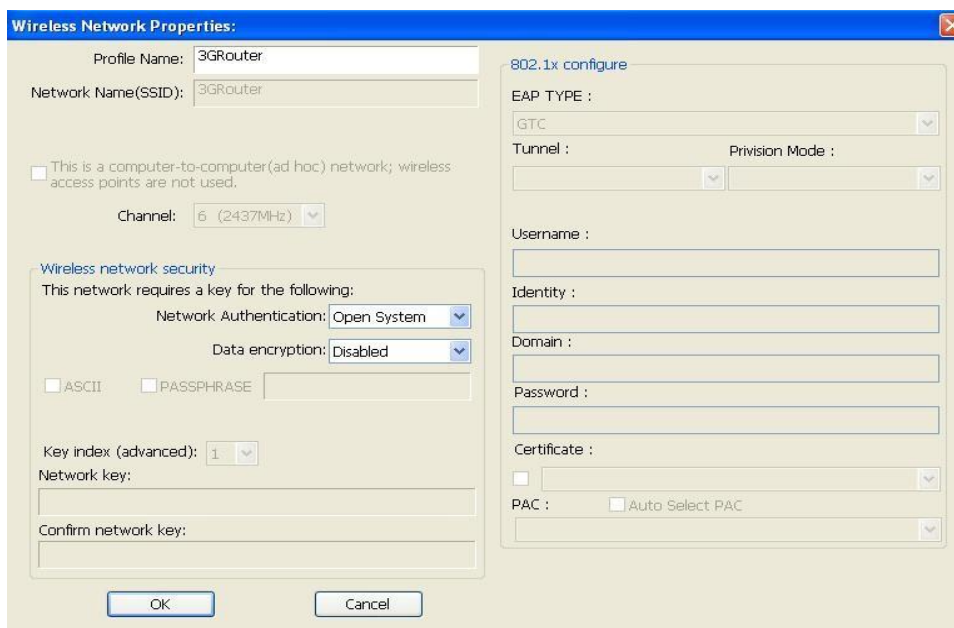 Wireless Network Properties:
Profile Name: 3GRouter
Network Name(SSID): 3GRouter
This is a computer-to-computer(ad hoc) network; wireless
access points are not used.
Channel: 6 (2437MHz)
Wireless network security
This network requires a key for the following:
Network Authentication: Open System
Data encryption: Disabled
ASCII PASSPHRASE
Key index (advanced): 1
Network key:
Confirm network key:
OK Cancel
802.1x configure
EAP TYPE :
GTC
Tunnel : Privision Mode :
Username :
Identity :
Domain :
Password :
Certificate :
PAC : Auto Select PAC